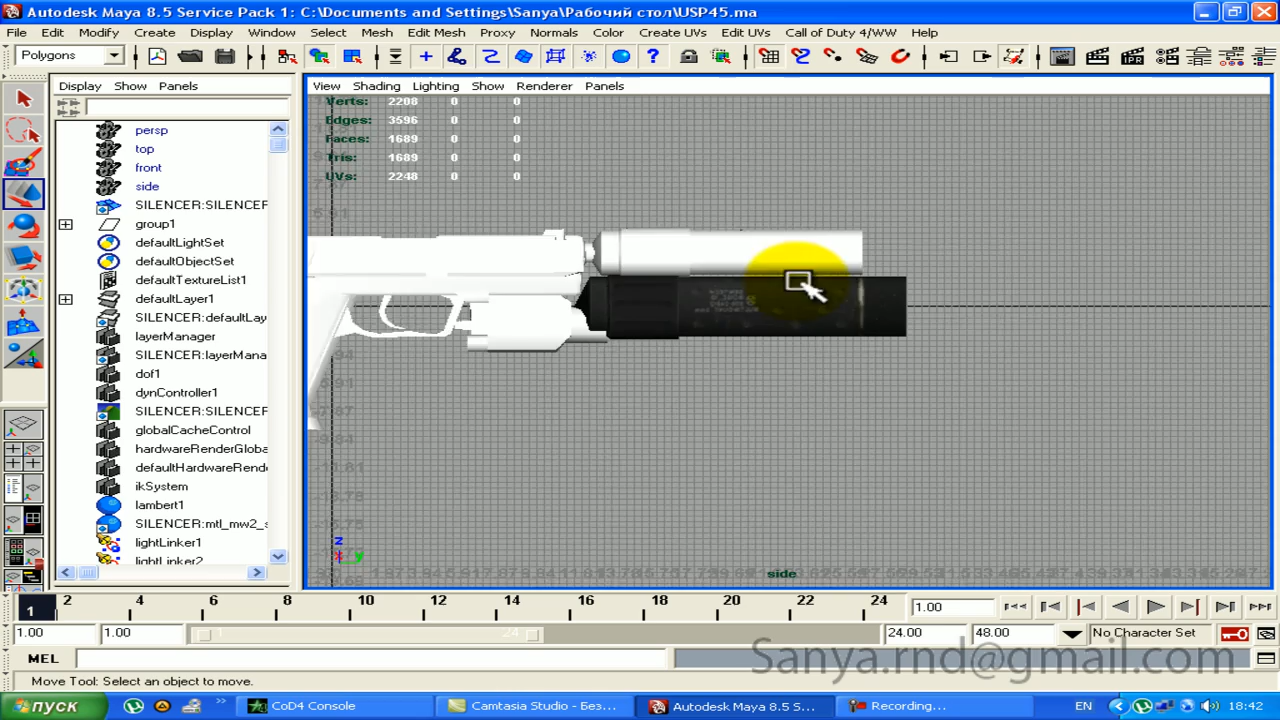 Autodesk Maya 8.5 Service Pack 1: C:\Documents and Settings\Sanya\Рабочий стол\USP45.ma
File Edit Modify Create Display Window Select Mesh Edit Mesh Proxy Normals Color Create UVs Edit UVs Call of Duty 4/WW Help
Polygons
IPR
Display Show Panels
View Shading Lighting Show Renderer Panels
persp
top
front
side
SILENCER:SILENCER
group1
defaultLightSet
defaultObjectSet
defaultTextureList1
defaultLayer1
SILENCER:defaultLay
layerManager
SILENCER:layerMana
dof1
dynController1
SILENCER:SILENCER
globalCacheControl
hardwareRenderGloba
defaultHardwareRende
ikSystem
lambert1
SILENCER:mtl_mw2_s
lightLinker1
lightLinker2
Verts: 2208 0 0
Edges: 3596 0 0
Faces: 1689 0 0
Tris: 1689 0 0
UVs: 2248 0 0
z
x y
side
1 2 4 6 8 10 12 14 16 18 20 22 24
1.00
1.00 1.00 1 24 24.00 48.00 No Character Set
MEL
Sanya.rnd@gmail.com
Move Tool: Select an object to move.
пуск CoD4 Console Camtasia Studio - Без... Autodesk Maya 8.5 S... Recording... EN 18:42